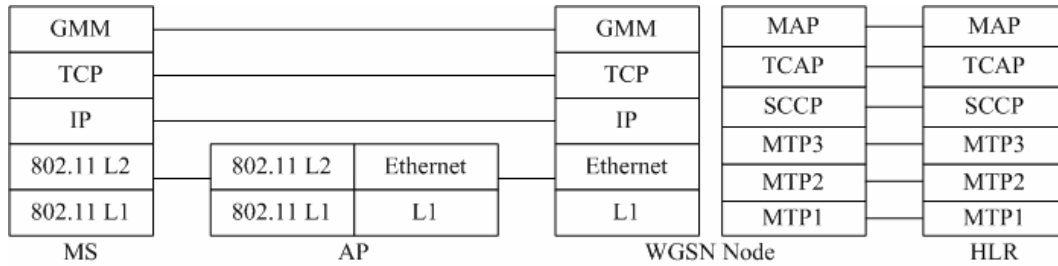 GMM GMM MAP MAP
TCP TCP TCAP TCAP
IP IP SCCP SCCP
802.11 L2 802.11 L2 Ethernet Ethernet MTP3 MTP3
MTP2 MTP2
802.11 L1 802.11 L1 L1 L1 MTP1 MTP1
MS AP WGSN Node HLR